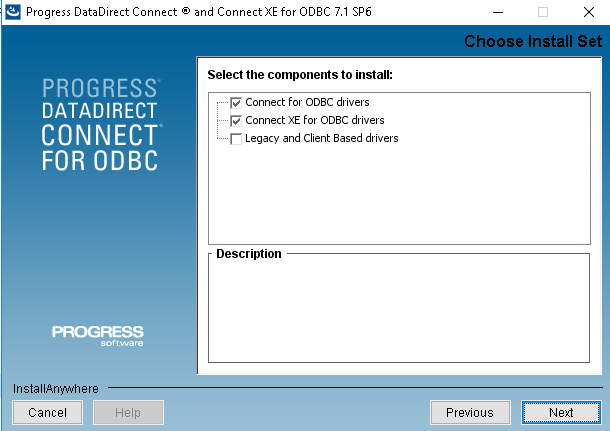 Progress DataDirect Connect ® and Connect XE for ODBC 7.1 SP6
Choose Install Set
PROGRESS®
DATADIRECT
CONNECT®
FOR ODBC
Select the components to install:
Connect for ODBC drivers
Connect XE for ODBC drivers
Legacy and Client Based drivers
Description
PROGRESS
software
InstallAnywhere
Cancel
Help
Previous
Next